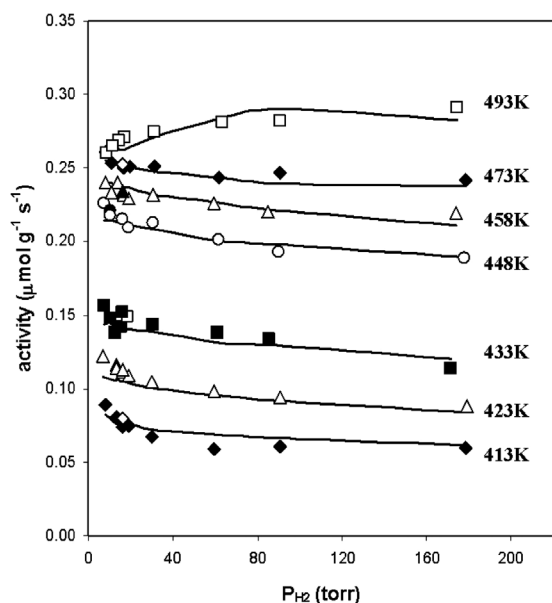 0.35
0.30
0.25
0.20
0.15
0.10
0.05
0.00
activity (μmol g⁻¹ s⁻¹)
493K
473K
458K
448K
433K
423K
413K
0 40 80 120 160 200
P_H2 (torr)